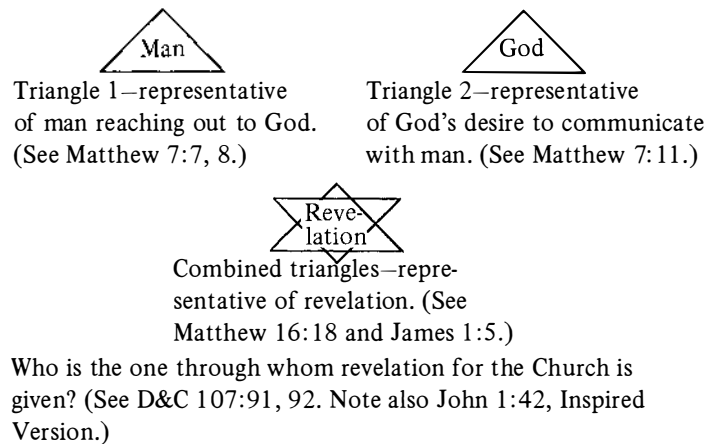 Man
God
Triangle 1—representative
of man reaching out to God.
(See Matthew 7:7, 8.)
Triangle 2—representative
of God's desire to communicate
with man. (See Matthew 7:11.)
Reve-
lation
Combined triangles—repre-
sentative of revelation. (See
Matthew 16:18 and James 1:5.)
Who is the one through whom revelation for the Church is
given? (See D&C 107:91, 92. Note also John 1:42, Inspired
Version.)